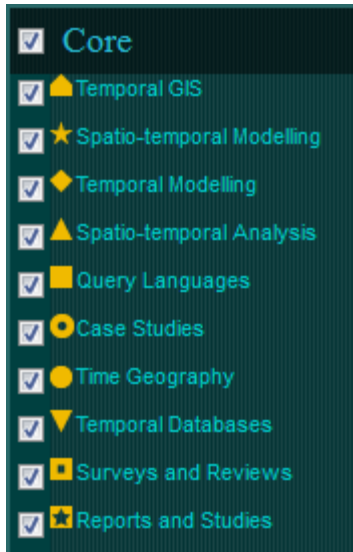 Core
Temporal GIS
Spatio-temporal Modelling
Temporal Modelling
Spatio-temporal Analysis
Query Languages
Case Studies
Time Geography
Temporal Databases
Surveys and Reviews
Reports and Studies